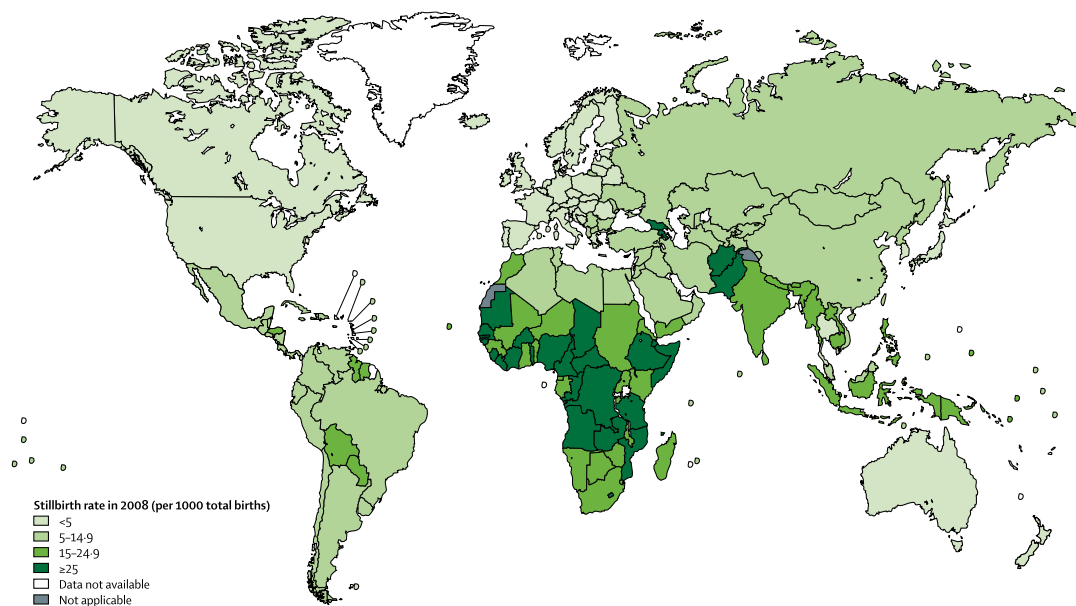 Stillbirth rate in 2008 (per 1000 total births)
<5
5–14·9
15–24·9
≥25
Data not available
Not applicable